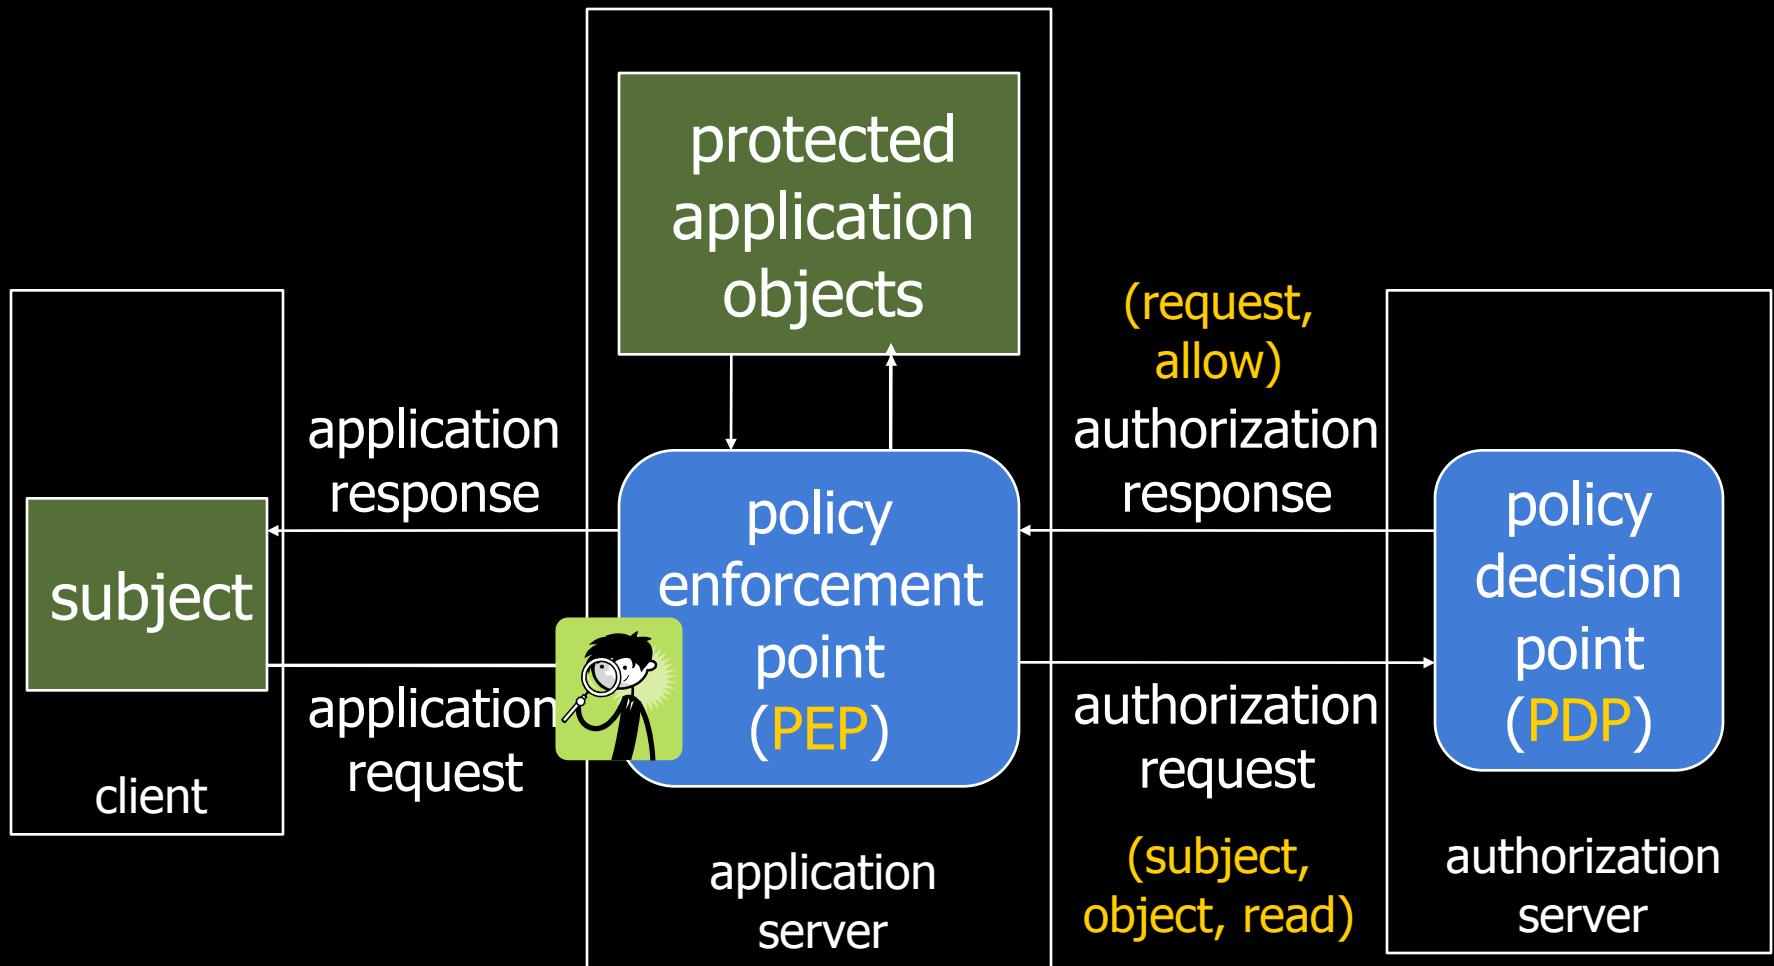 protected
application
objects
(request,
allow)
application
response
authorization
response
subject
policy
enforcement
point
(PEP)
policy
decision
point
(PDP)
application
request
authorization
request
client
application
server
(subject,
object, read)
authorization
server